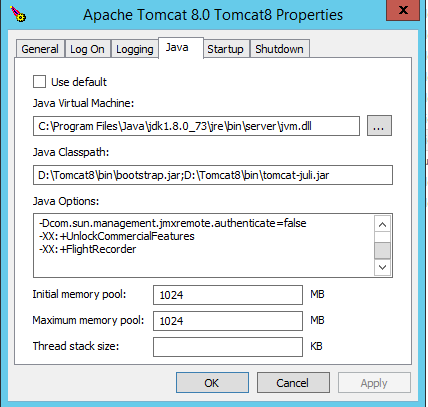 Apache Tomcat 8.0 Tomcat8 Properties
x
General Log On Logging Java Startup Shutdown
Use default
Java Virtual Machine:
C:\Program Files\Java\jdk1.8.0_73\jre\bin\server\jvm.dll ...
Java Classpath:
D:\Tomcat8\bin\bootstrap.jar;D:\Tomcat8\bin\tomcat-juli.jar
Java Options:
-Dcom.sun.management.jmxremote.authenticate=false
-XX:+UnlockCommercialFeatures
-XX:+FlightRecorder
Initial memory pool: 1024 MB
Maximum memory pool: 1024 MB
Thread stack size: KB
OK Cancel Apply